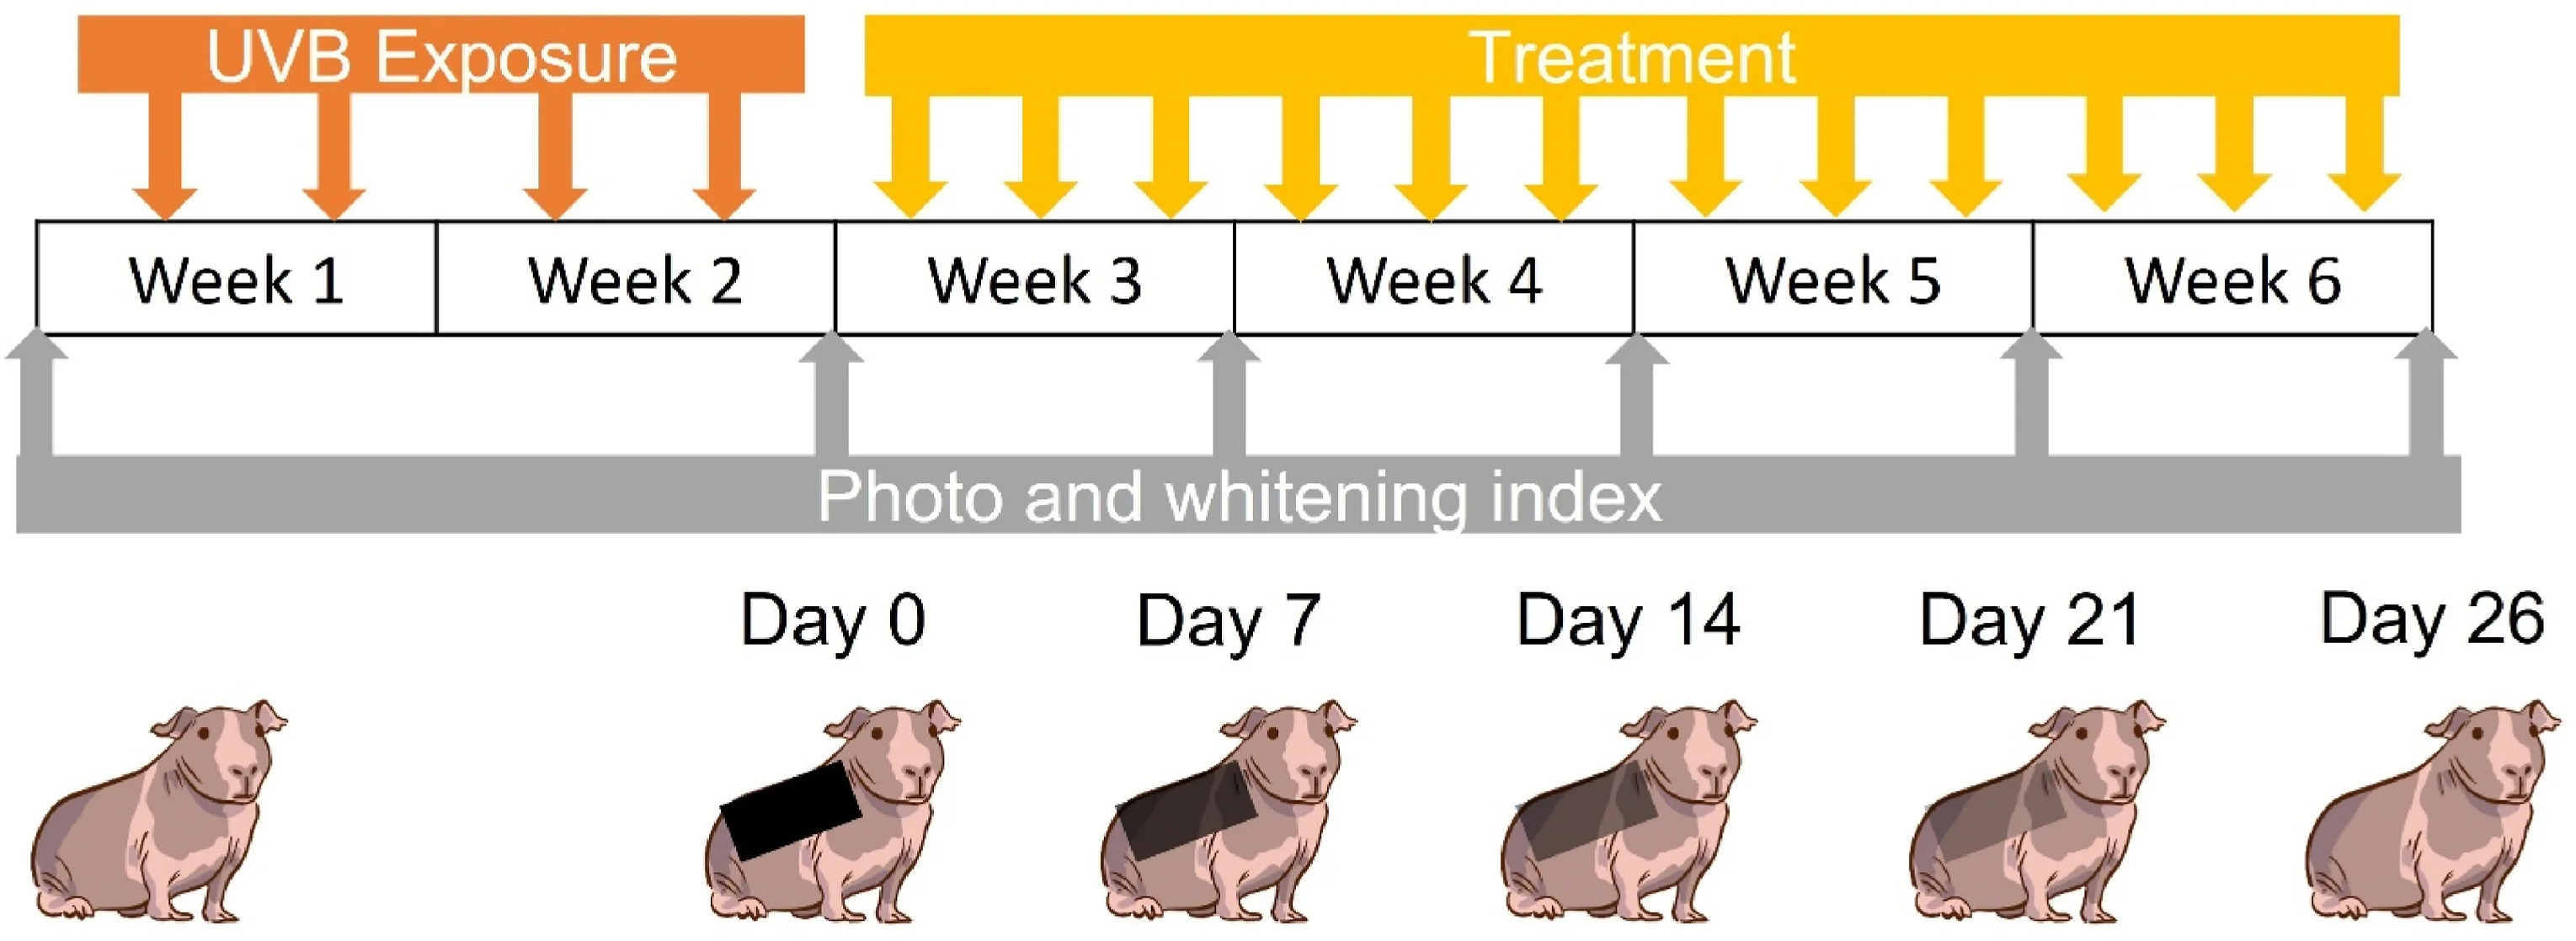 UVB Exposure
Treatment
Week 1
Week 2
Week 3
Week 4
Week 5
Week 6
Photo and whitening index
Day 0
Day 7
Day 14
Day 21
Day 26